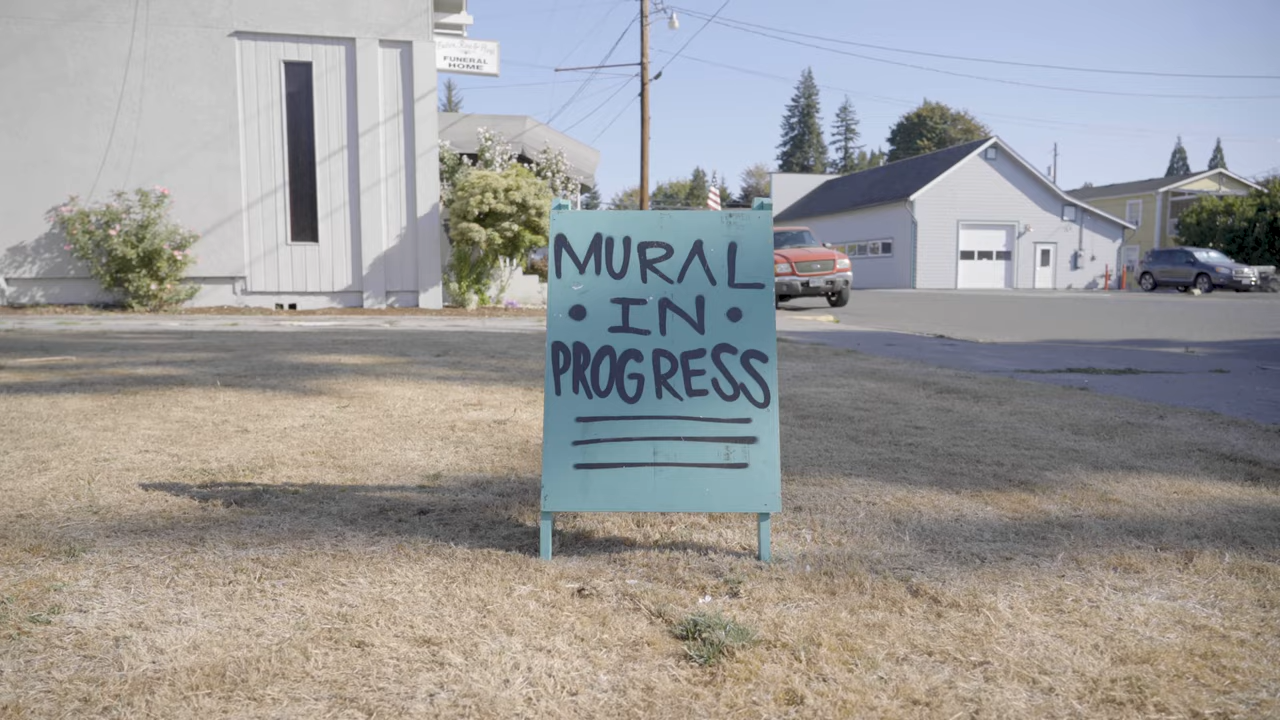 FUNERAL
HOME
MURAL
• IN •
PROGRESS